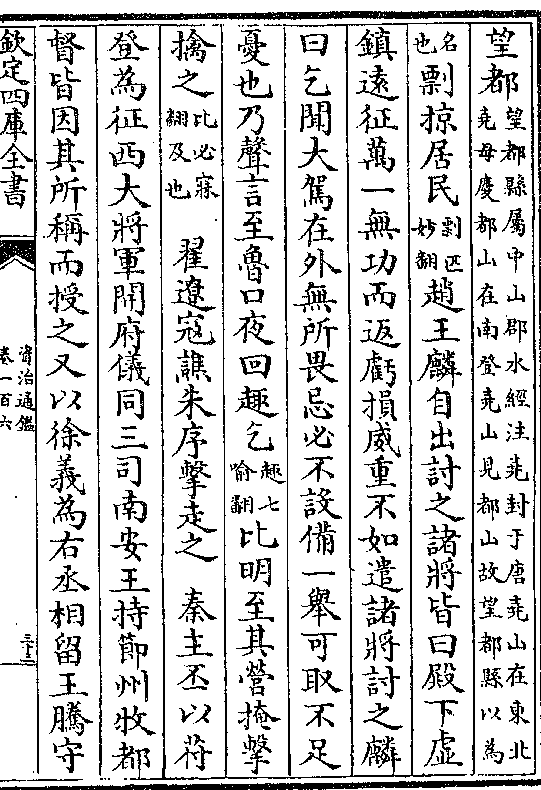 望都望都縣屬中山郡水經注堯封于唐堯山在東北堯母慶都山在南登堯山見都山故望都縣以為
名也剽掠居民剽匹妙翻趙王麟自出討之諸將皆曰殿下虛
鎮遠征萬一無功而返虧損威重不如遣諸將討之麟
曰乞聞大駕在外無所畏忌必不設備一舉可取不足
憂也乃聲言至魯口夜回趣乞趣七喻翻比明至其營掩擊
擒之比必寐翻及也 翟遼寇譙朱序擊走之 秦主丕以苻
登為征西大將軍開府儀同三司南安王持節州牧都
督皆因其所稱而授之又以徐義為右丞相留王騰守
欽定四庫全書
資治通鑑
卷一百六
三十三